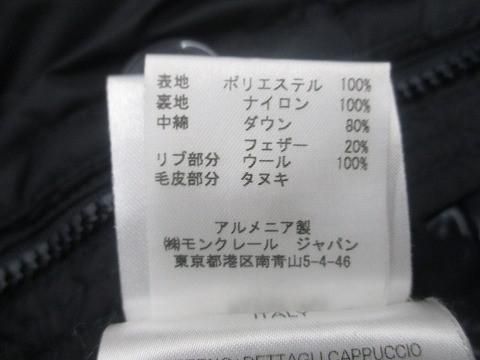 表地 ポリエステル 100%
裏地 ナイロン 100%
中綿 ダウン 80%
フェザー 20%
リブ部分 ウール 100%
毛皮部分 タヌキ
アルメニア製
㈱モンクレール ジャパン
東京都港区南青山5-4-46
ITALY
DETTAGLI CAPPUCCIO